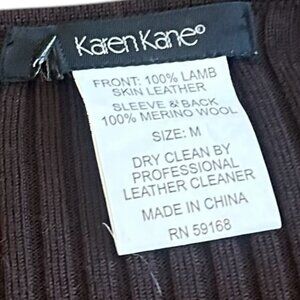 Karen Kane©
FRONT: 100% LAMB
SKIN LEATHER
SLEEVE & BACK
100% MERINO WOOL
SIZE: M
DRY CLEAN BY
PROFESSIONAL
LEATHER CLEANER
MADE IN CHINA
RN 59168